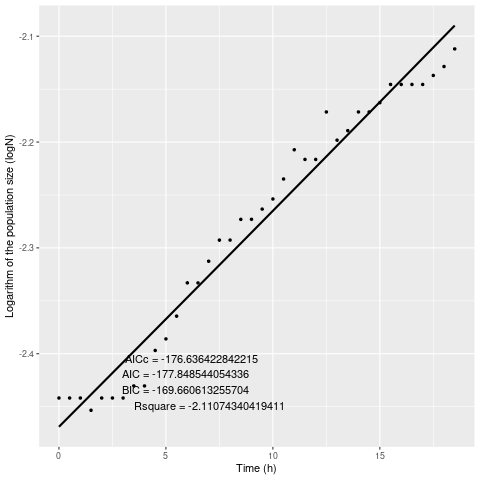 -2.1
-2.2
-2.3
-2.4
Logarithm of the population size (logN)
AICc = -176.636422842215
AIC = -177.848544054336
BIC = -169.660613255704
Rsquare = -2.11074340419411
0 5 10 15
Time (h)